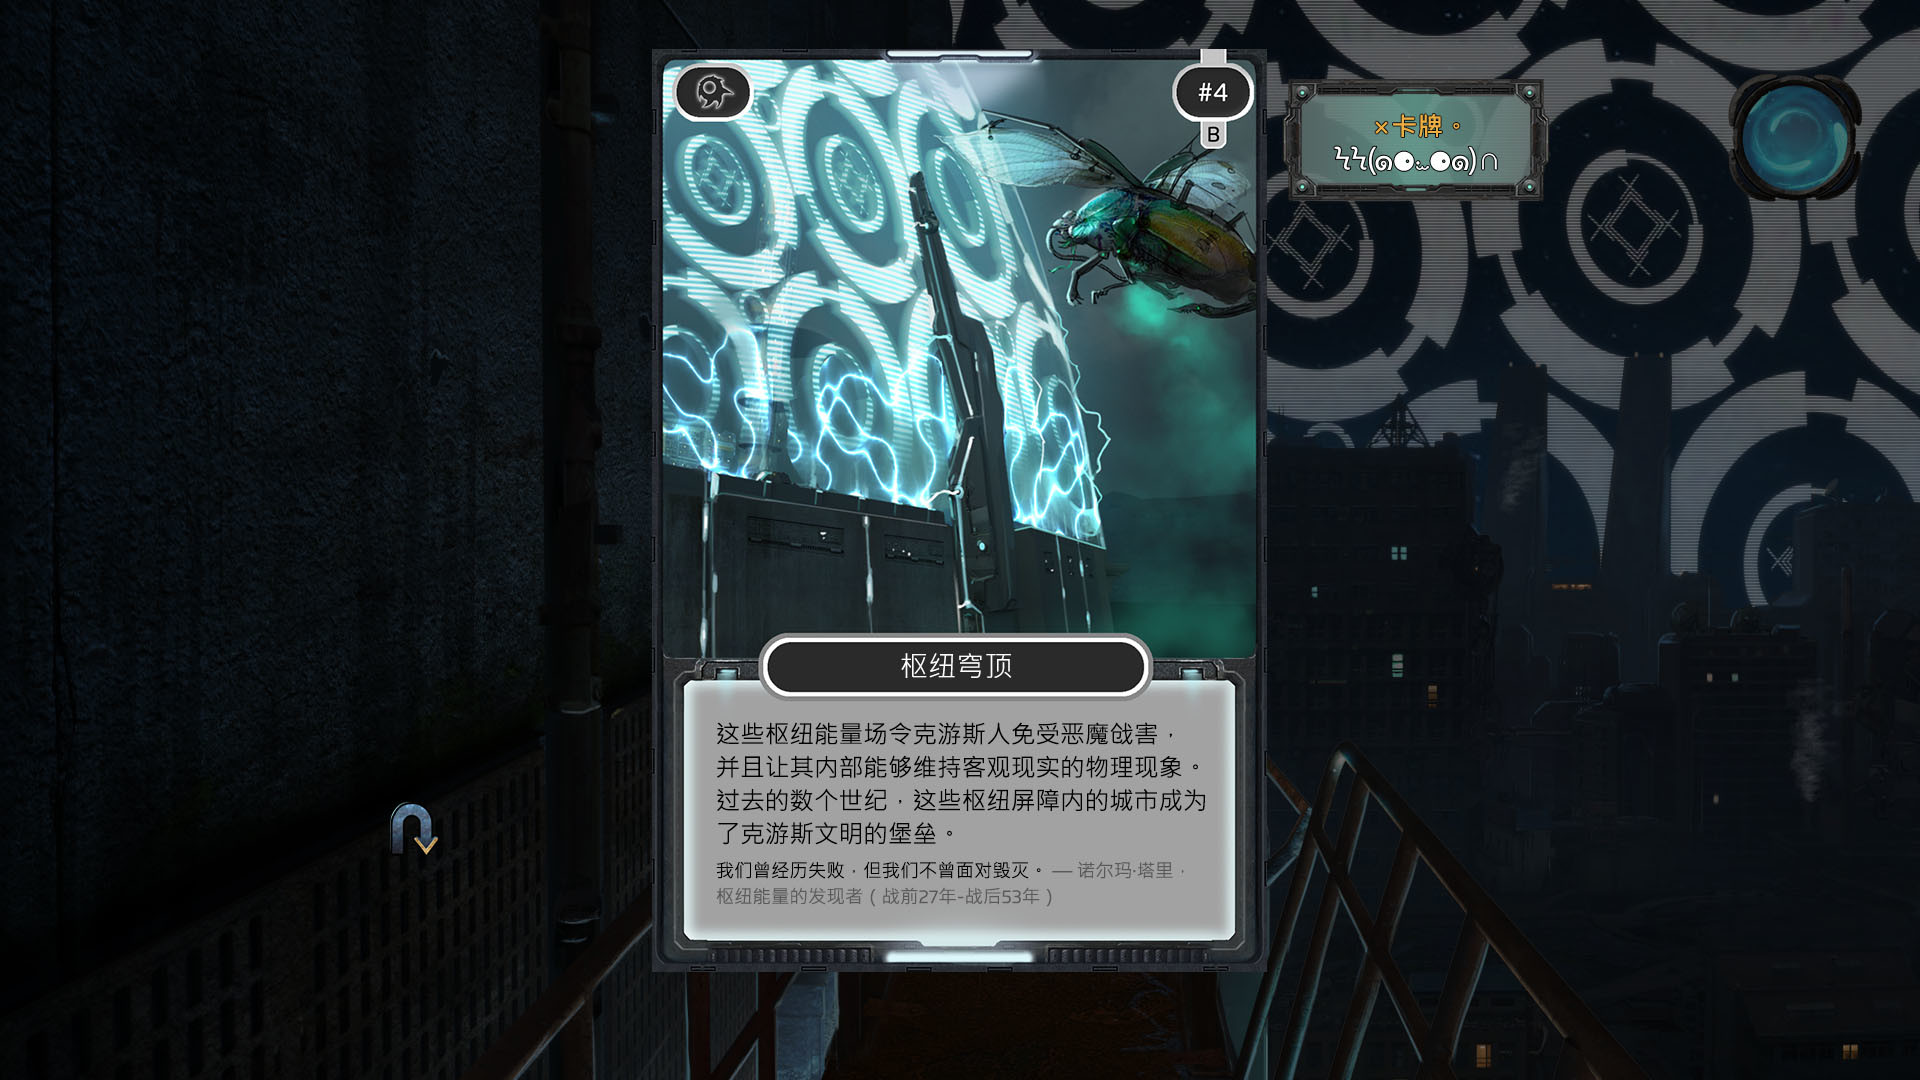 #4
B
×卡牌。
枢纽穹顶
这些枢纽能量场令克游斯人免受恶魔戗害，
并且让其内部能够维持客观现实的物理现象。
过去的数个世纪，这些枢纽屏障内的城市成为
了克游斯文明的堡垒。
我们曾经历失败，但我们不曾面对毁灭。— 诺尔玛·塔里，
枢纽能量的发现者（战前27年-战后53年）